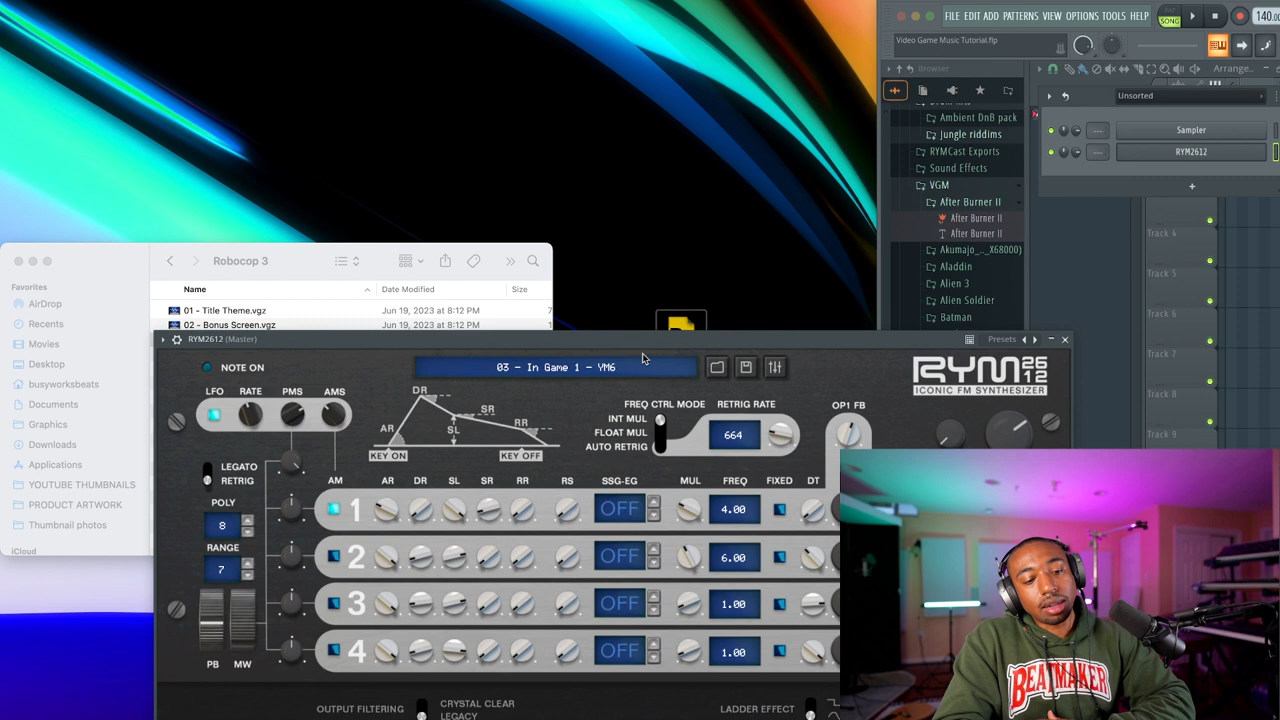 FILE EDIT ADD PATTERNS VIEW OPTIONS TOOLS HELP
PAT
SONG
140.00
Video Game Music Tutorial.flp
Browser
Arrange..
Unsorted
Ambient DnB pack
Jungle riddims
RYMCast Exports
Sound Effects
VGM
After Burner II
After Burner II
After Burner II
Akumajo_.._X68000)
Aladdin
Alien 3
Alien Soldier
Batman
Sampler
RYM2612
Track 4
Track 5
Track 6
Track 7
Track 8
Track 9
Robocop 3
Favorites
AirDrop
Recents
Movies
Desktop
busyworksbeats
Documents
Graphics
Downloads
Applications
YOUTUBE THUMBNAILS
PRODUCT ARTWORK
Thumbnail photos
iCloud
Name Date Modified Size
01 - Title Theme.vgz Jun 19, 2023 at 8:12 PM 7
02 - Bonus Screen.vgz Jun 19, 2023 at 8:12 PM 1
RYM2612 (Master) Presets
NOTE ON
03 - In Game 1 - YM6
RYM2612
ICONIC FM SYNTHESIZER
LFO RATE PMS AMS
DR
AR SL SR RR
KEY ON KEY OFF
FREQ CTRL MODE RETRIG RATE
INT MUL
FLOAT MUL
AUTO RETRIG
664
OP1 FB
LEGATO
RETRIG
POLY
8
RANGE
7
PB MW
AM AR DR SL SR RR RS SSG-EG MUL FREQ FIXED DT
1 OFF 4.00
2 OFF 6.00
3 OFF 1.00
4 OFF 1.00
OUTPUT FILTERING
CRYSTAL CLEAR
LEGACY
LADDER EFFECT
BEATMAKER